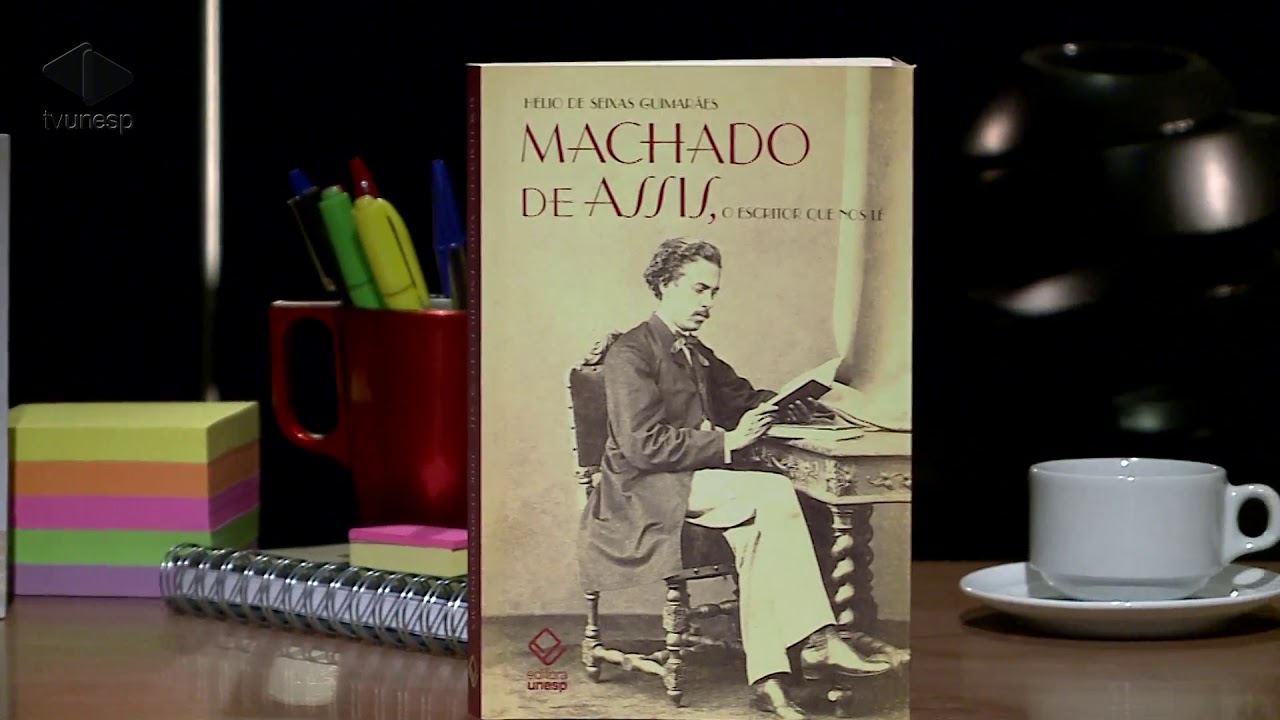 tvunesp
HÉLIO DE SEIXAS GUIMARÃES
MACHADO
DE ASSIS, O ESCRITOR QUE NOS LÊ
editora
unesp